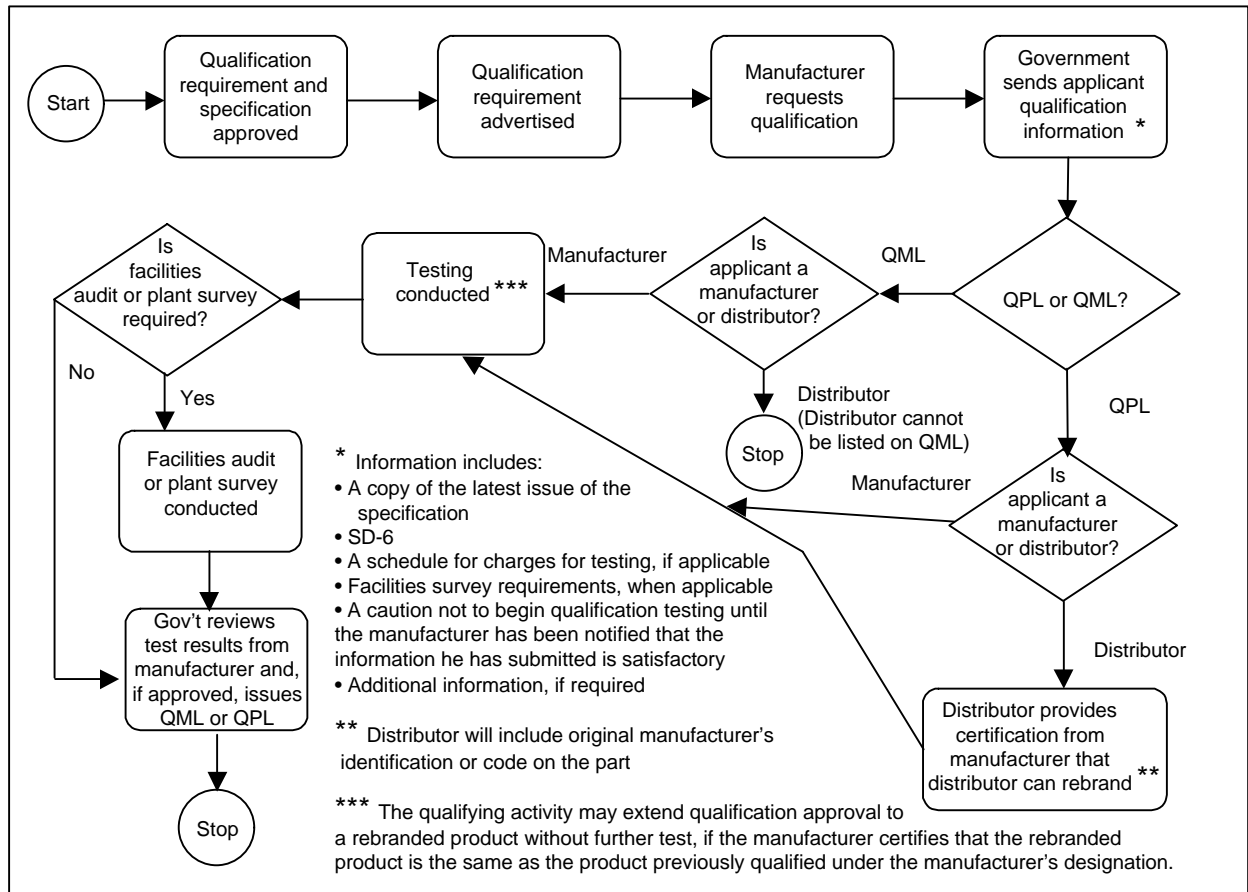 Start
Qualification
requirement and
specification
approved
Qualification
requirement
advertised
Manufacturer
requests
qualification
Government
sends applicant
qualification
information *
QPL or QML?
QML
Is
applicant a
manufacturer
or distributor?
Manufacturer
Testing
conducted ***
Is
facilities
audit or plant survey
required?
No
Yes
Distributor
(Distributor cannot
be listed on QML)
Stop
QPL
Is
applicant a
manufacturer
or distributor?
Manufacturer
Distributor
Distributor provides
certification from
manufacturer that
distributor can rebrand **
Facilities audit
or plant survey
conducted
Gov't reviews
test results from
manufacturer and,
if approved, issues
QML or QPL
Stop
* Information includes:
• A copy of the latest issue of the
specification
• SD-6
• A schedule for charges for testing, if applicable
• Facilities survey requirements, when applicable
• A caution not to begin qualification testing until
the manufacturer has been notified that the
information he has submitted is satisfactory
• Additional information, if required
** Distributor will include original manufacturer's
identification or code on the part
*** The qualifying activity may extend qualification approval to
a rebranded product without further test, if the manufacturer certifies that the rebranded
product is the same as the product previously qualified under the manufacturer's designation.